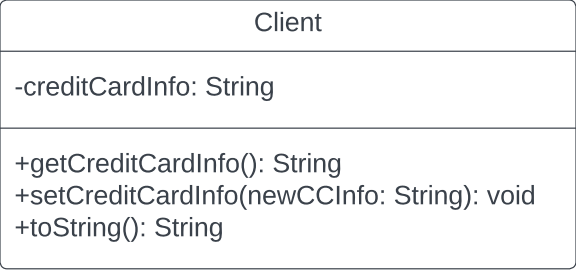 Client
-creditCardInfo: String
+getCreditCardInfo(): String
+setCreditCardInfo(newCCInfo: String): void
+toString(): String